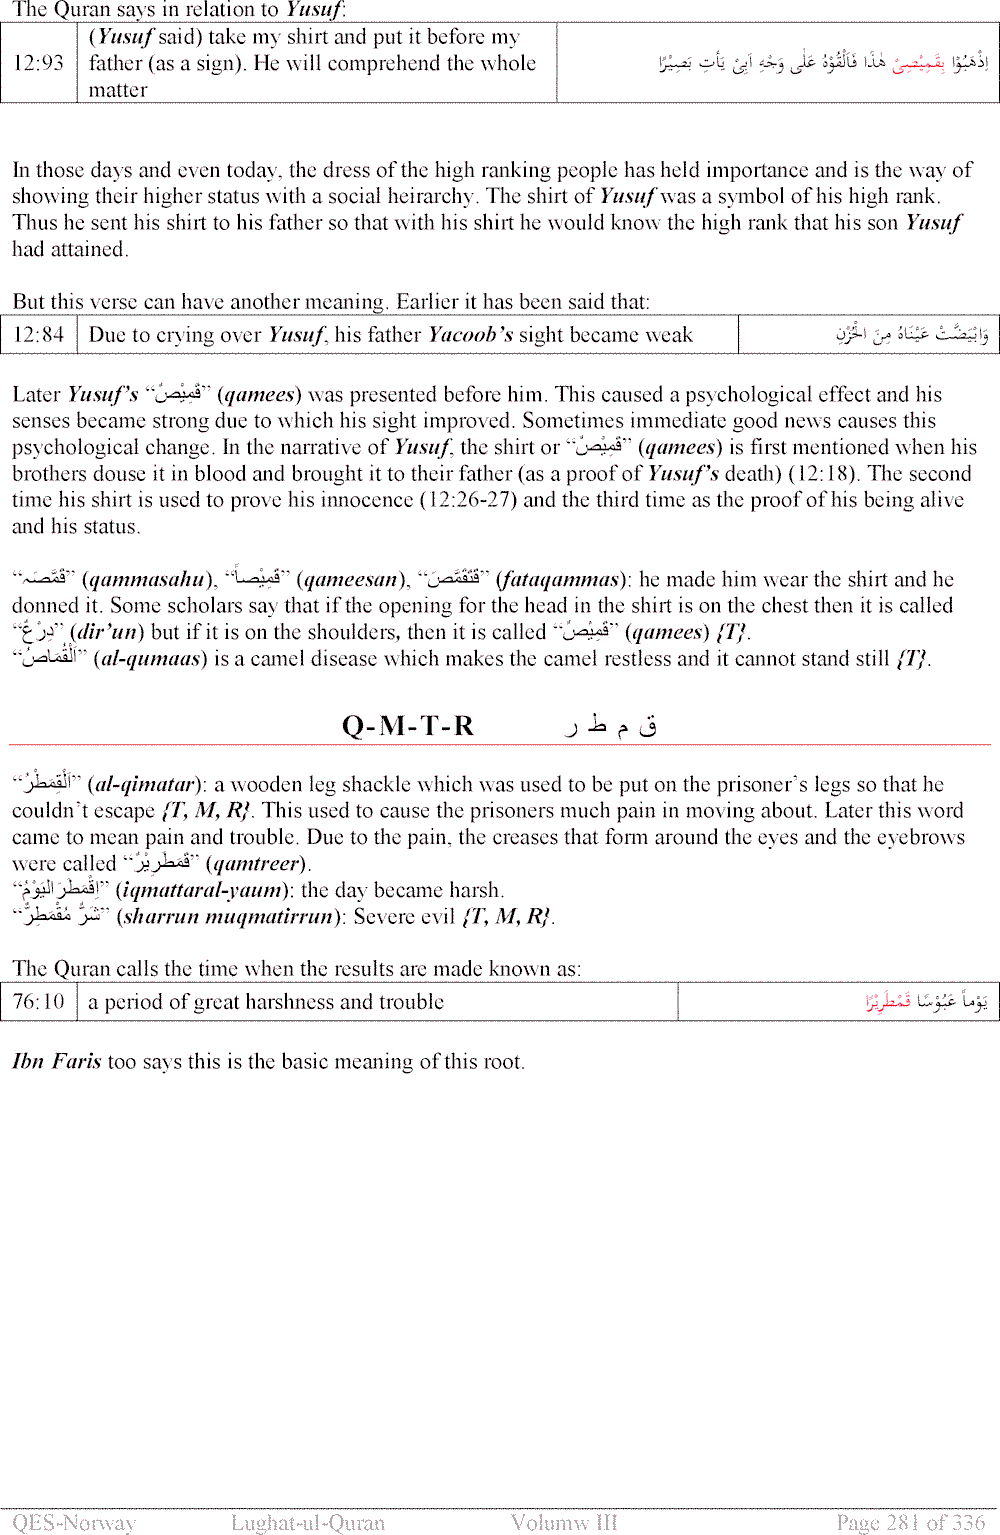 The Quran says in relation to Yusuf:
12:93
(Yusuf said) take my shirt and put it before my
father (as a sign). He will comprehend the whole
matter
اِذْهَبُوْا بِقَمِيْصِىْ هٰذَا فَاَلْقُوْهُ عَلٰى وَجْهِ اَبِىْ يَأْتِ بَصِيْرًا
In those days and even today, the dress of the high ranking people has held importance and is the way of
showing their higher status with a social heirarchy. The shirt of Yusuf was a symbol of his high rank.
Thus he sent his shirt to his father so that with his shirt he would know the high rank that his son Yusuf
had attained.
But this verse can have another meaning. Earlier it has been said that:
12:84 Due to crying over Yusuf, his father Yacoob’s sight became weak وَابْيَضَّتْ عَيْنَاهُ مِنَ الْحُزْنِ
Later Yusuf’s “قَمِيْصٌ” (qamees) was presented before him. This caused a psychological effect and his
senses became strong due to which his sight improved. Sometimes immediate good news causes this
psychological change. In the narrative of Yusuf, the shirt or “قَمِيْصٌ” (qamees) is first mentioned when his
brothers douse it in blood and brought it to their father (as a proof of Yusuf’s death) (12:18). The second
time his shirt is used to prove his innocence (12:26-27) and the third time as the proof of his being alive
and his status.
“قَمَّصَہ” (qammasahu), “قَمِيْصاً” (qameesan), “فَتَقَمَّصَ” (fataqammas): he made him wear the shirt and he
donned it. Some scholars say that if the opening for the head in the shirt is on the chest then it is called
“دِرْعٌ” (dir’un) but if it is on the shoulders, then it is called “قَمِيْصٌ” (qamees) {T}.
“اَلْقُمَاصُ” (al-qumaas) is a camel disease which makes the camel restless and it cannot stand still {T}.
Q-M-T-R ق م ط ر
“اَلْقِمَطْرُ” (al-qimatar): a wooden leg shackle which was used to be put on the prisoner’s legs so that he
couldn’t escape {T, M, R}. This used to cause the prisoners much pain in moving about. Later this word
came to mean pain and trouble. Due to the pain, the creases that form around the eyes and the eyebrows
were called “قَمَطَرِيْرٌ” (qamtreer).
“اِقْمَطَرَالْيَوْمُ” (iqmattaral-yaum): the day became harsh.
“شَرٌّ مُقْمَطِرٌّ” (sharrun muqmatirrun): Severe evil {T, M, R}.
The Quran calls the time when the results are made known as:
76:10 a period of great harshness and trouble يَوْماً عَبُوْسًا قَمْطَرِيْرًا
Ibn Faris too says this is the basic meaning of this root.
QES-Norway Lughat-ul-Quran Volumw III Page 281 of 336